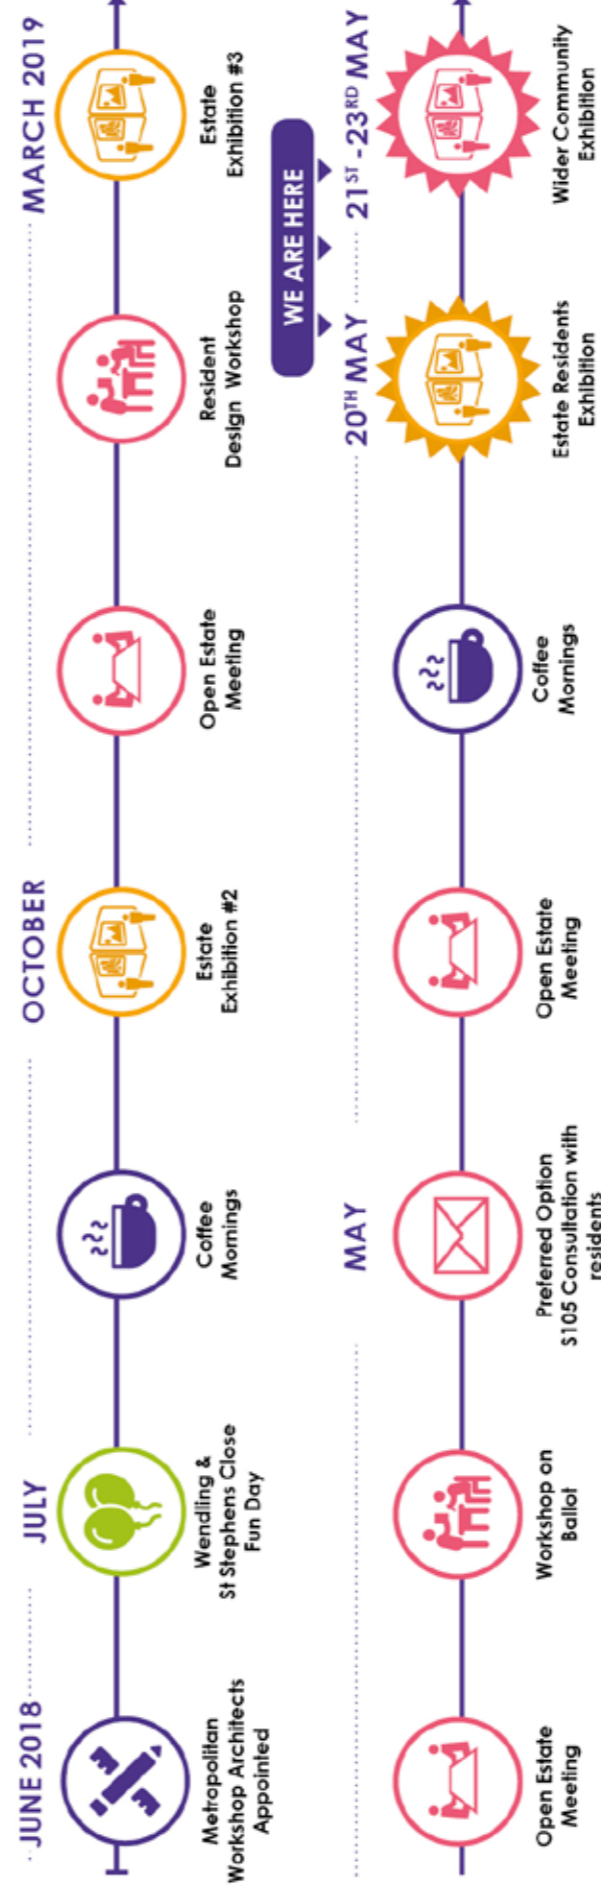 JUNE 2018
JULY
OCTOBER
MARCH 2019
Metropolitan
Workshop Architects
Appointed
Wendling &
St Stephens Close
Fun Day
Coffee
Mornings
Estate
Exhibition #2
Open Estate
Meeting
Resident
Design Workshop
Estate
Exhibition #3
WE ARE HERE
MAY
20TH MAY
21ST -23RD MAY
Open Estate
Meeting
Workshop on
Ballot
Preferred Option
S105 Consultation with
residents
Open Estate
Meeting
Coffee
Mornings
Estate Residents
Exhibition
Wider Community
Exhibition